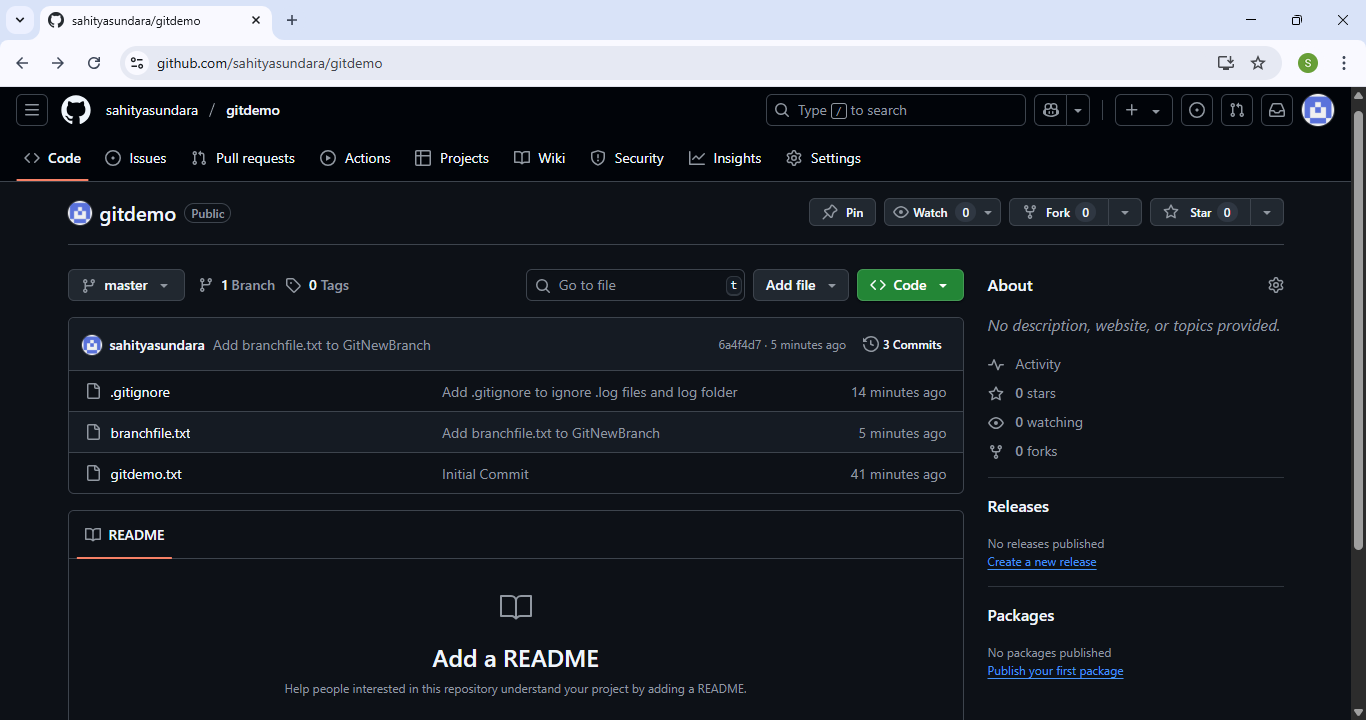 sahityasundara/gitdemo
github.com/sahityasundara/gitdemo
S
sahityasundara / gitdemo
Type / to search
Code Issues Pull requests Actions Projects Wiki Security Insights Settings
gitdemo Public
Pin Watch 0 Fork 0 Star 0
master 1 Branch 0 Tags
Go to file t Add file Code
sahityasundara Add branchfile.txt to GitNewBranch 6a4f4d7 · 5 minutes ago 3 Commits
.gitignore Add .gitignore to ignore .log files and log folder 14 minutes ago
branchfile.txt Add branchfile.txt to GitNewBranch 5 minutes ago
gitdemo.txt Initial Commit 41 minutes ago
README
Add a README
Help people interested in this repository understand your project by adding a README.
About
No description, website, or topics provided.
Activity
0 stars
0 watching
0 forks
Releases
No releases published
Create a new release
Packages
No packages published
Publish your first package